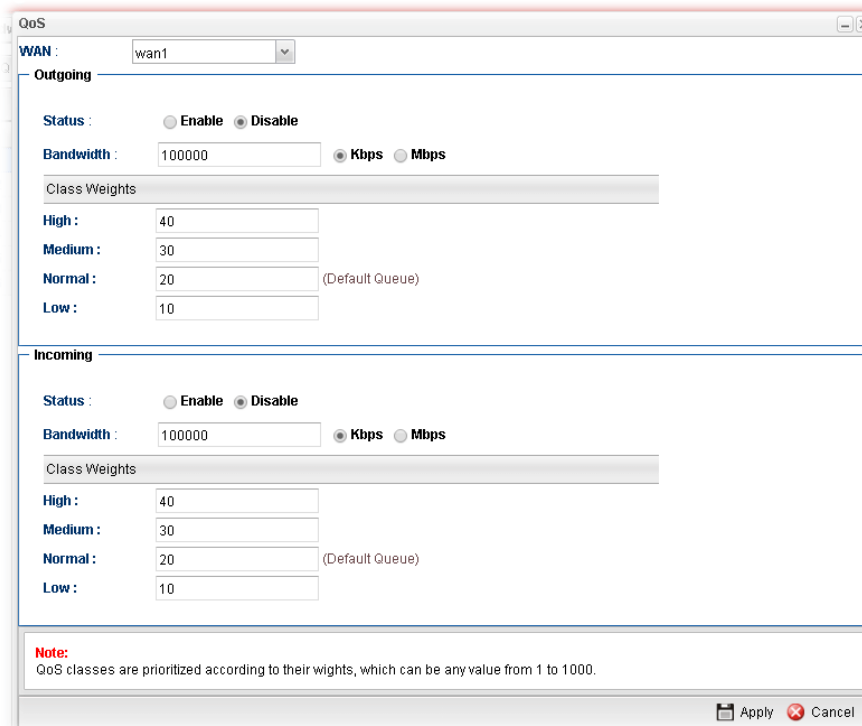 QoS
WAN : wan1
Outgoing
Status : Enable Disable
Bandwidth : 100000 Kbps Mbps
Class Weights
High : 40
Medium : 30
Normal : 20 (Default Queue)
Low : 10
Incoming
Status : Enable Disable
Bandwidth : 100000 Kbps Mbps
Class Weights
High : 40
Medium : 30
Normal : 20 (Default Queue)
Low : 10
Note:
QoS classes are prioritized according to their wights, which can be any value from 1 to 1000.
Apply Cancel